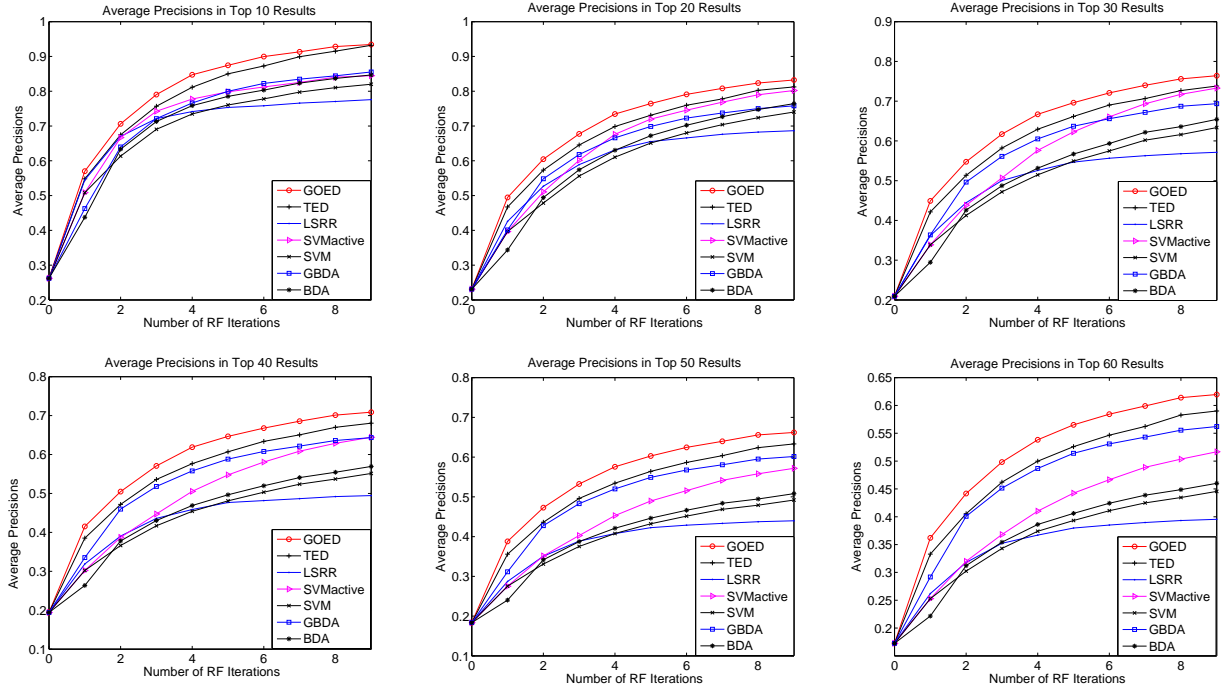 Average Precisions in Top 10 Results
1
0.9
0.8
0.7
0.6
0.5
0.4
0.3
0.2
Average Precisions
0 2 4 6 8
Number of RF Iterations
GOED
TED
LSRR
SVMactive
SVM
GBDA
BDA
Average Precisions in Top 20 Results
1
0.9
0.8
0.7
0.6
0.5
0.4
0.3
0.2
Average Precisions
0 2 4 6 8
Number of RF Iterations
GOED
TED
LSRR
SVMactive
SVM
GBDA
BDA
Average Precisions in Top 30 Results
0.9
0.8
0.7
0.6
0.5
0.4
0.3
0.2
Average Precisions
0 2 4 6 8
Number of RF Iterations
GOED
TED
LSRR
SVMactive
SVM
GBDA
BDA
Average Precisions in Top 40 Results
0.8
0.7
0.6
0.5
0.4
0.3
0.2
0.1
Average Precisions
0 2 4 6 8
Number of RF Iterations
GOED
TED
LSRR
SVMactive
SVM
GBDA
BDA
Average Precisions in Top 50 Results
0.8
0.7
0.6
0.5
0.4
0.3
0.2
0.1
Average Precisions
0 2 4 6 8
Number of RF Iterations
GOED
TED
LSRR
SVMactive
SVM
GBDA
BDA
Average Precisions in Top 60 Results
0.65
0.6
0.55
0.5
0.45
0.4
0.35
0.3
0.25
0.2
Average Precisions
0 2 4 6 8
Number of RF Iterations
GOED
TED
LSRR
SVMactive
SVM
GBDA
BDA